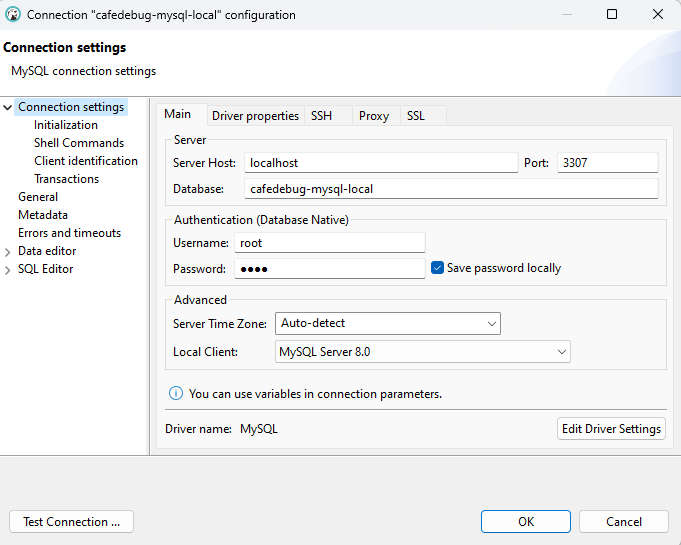 Connection "cafedebug-mysql-local" configuration
Connection settings
MySQL connection settings
Connection settings
Initialization
Shell Commands
Client identification
Transactions
General
Metadata
Errors and timeouts
Data editor
SQL Editor
Main Driver properties SSH Proxy SSL
Server
Server Host: localhost Port: 3307
Database: cafedebug-mysql-local
Authentication (Database Native)
Username: root
Password: ●●●● Save password locally
Advanced
Server Time Zone: Auto-detect
Local Client: MySQL Server 8.0
You can use variables in connection parameters.
Driver name: MySQL Edit Driver Settings
Test Connection ... OK Cancel